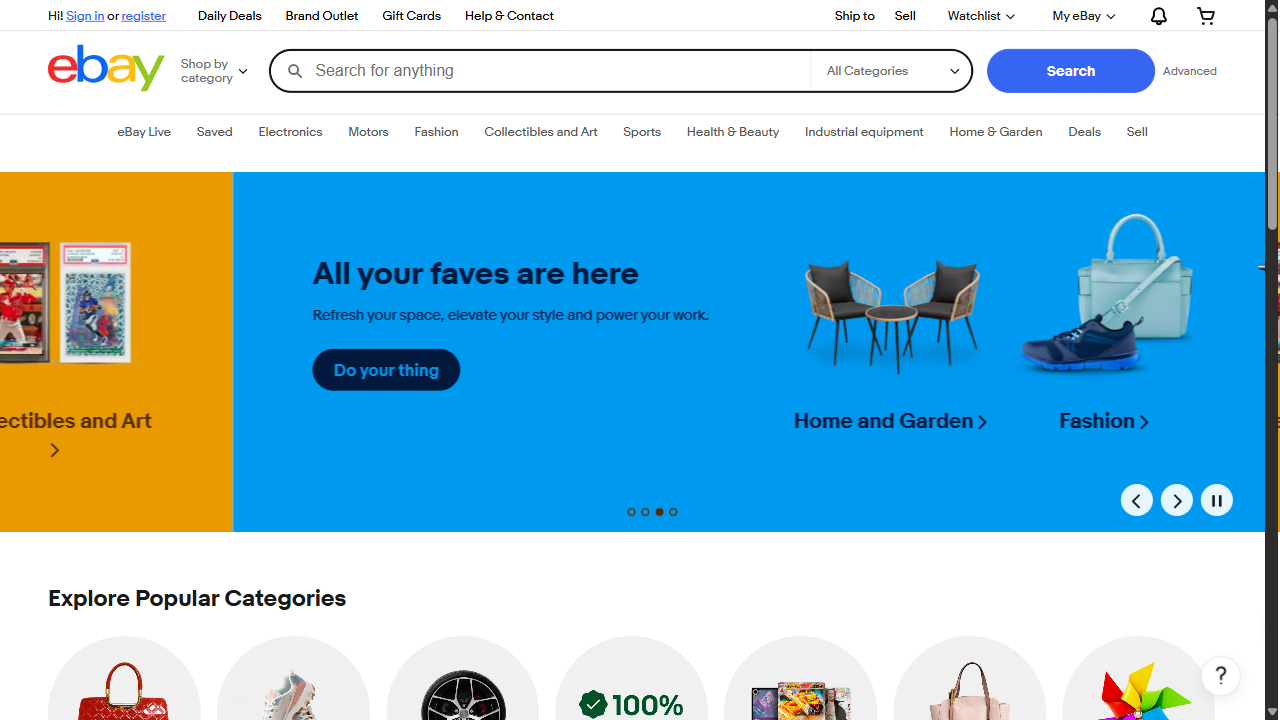 Hi! Sign in or register
Daily Deals
Brand Outlet
Gift Cards
Help & Contact
Ship to
Sell
Watchlist
My eBay
ebay
Shop by
category
Search for anything
All Categories
Search
Advanced
eBay Live
Saved
Electronics
Motors
Fashion
Collectibles and Art
Sports
Health & Beauty
Industrial equipment
Home & Garden
Deals
Sell
ectibles and Art
All your faves are here
Refresh your space, elevate your style and power your work.
Do your thing
Home and Garden
Fashion
Explore Popular Categories
100%
?